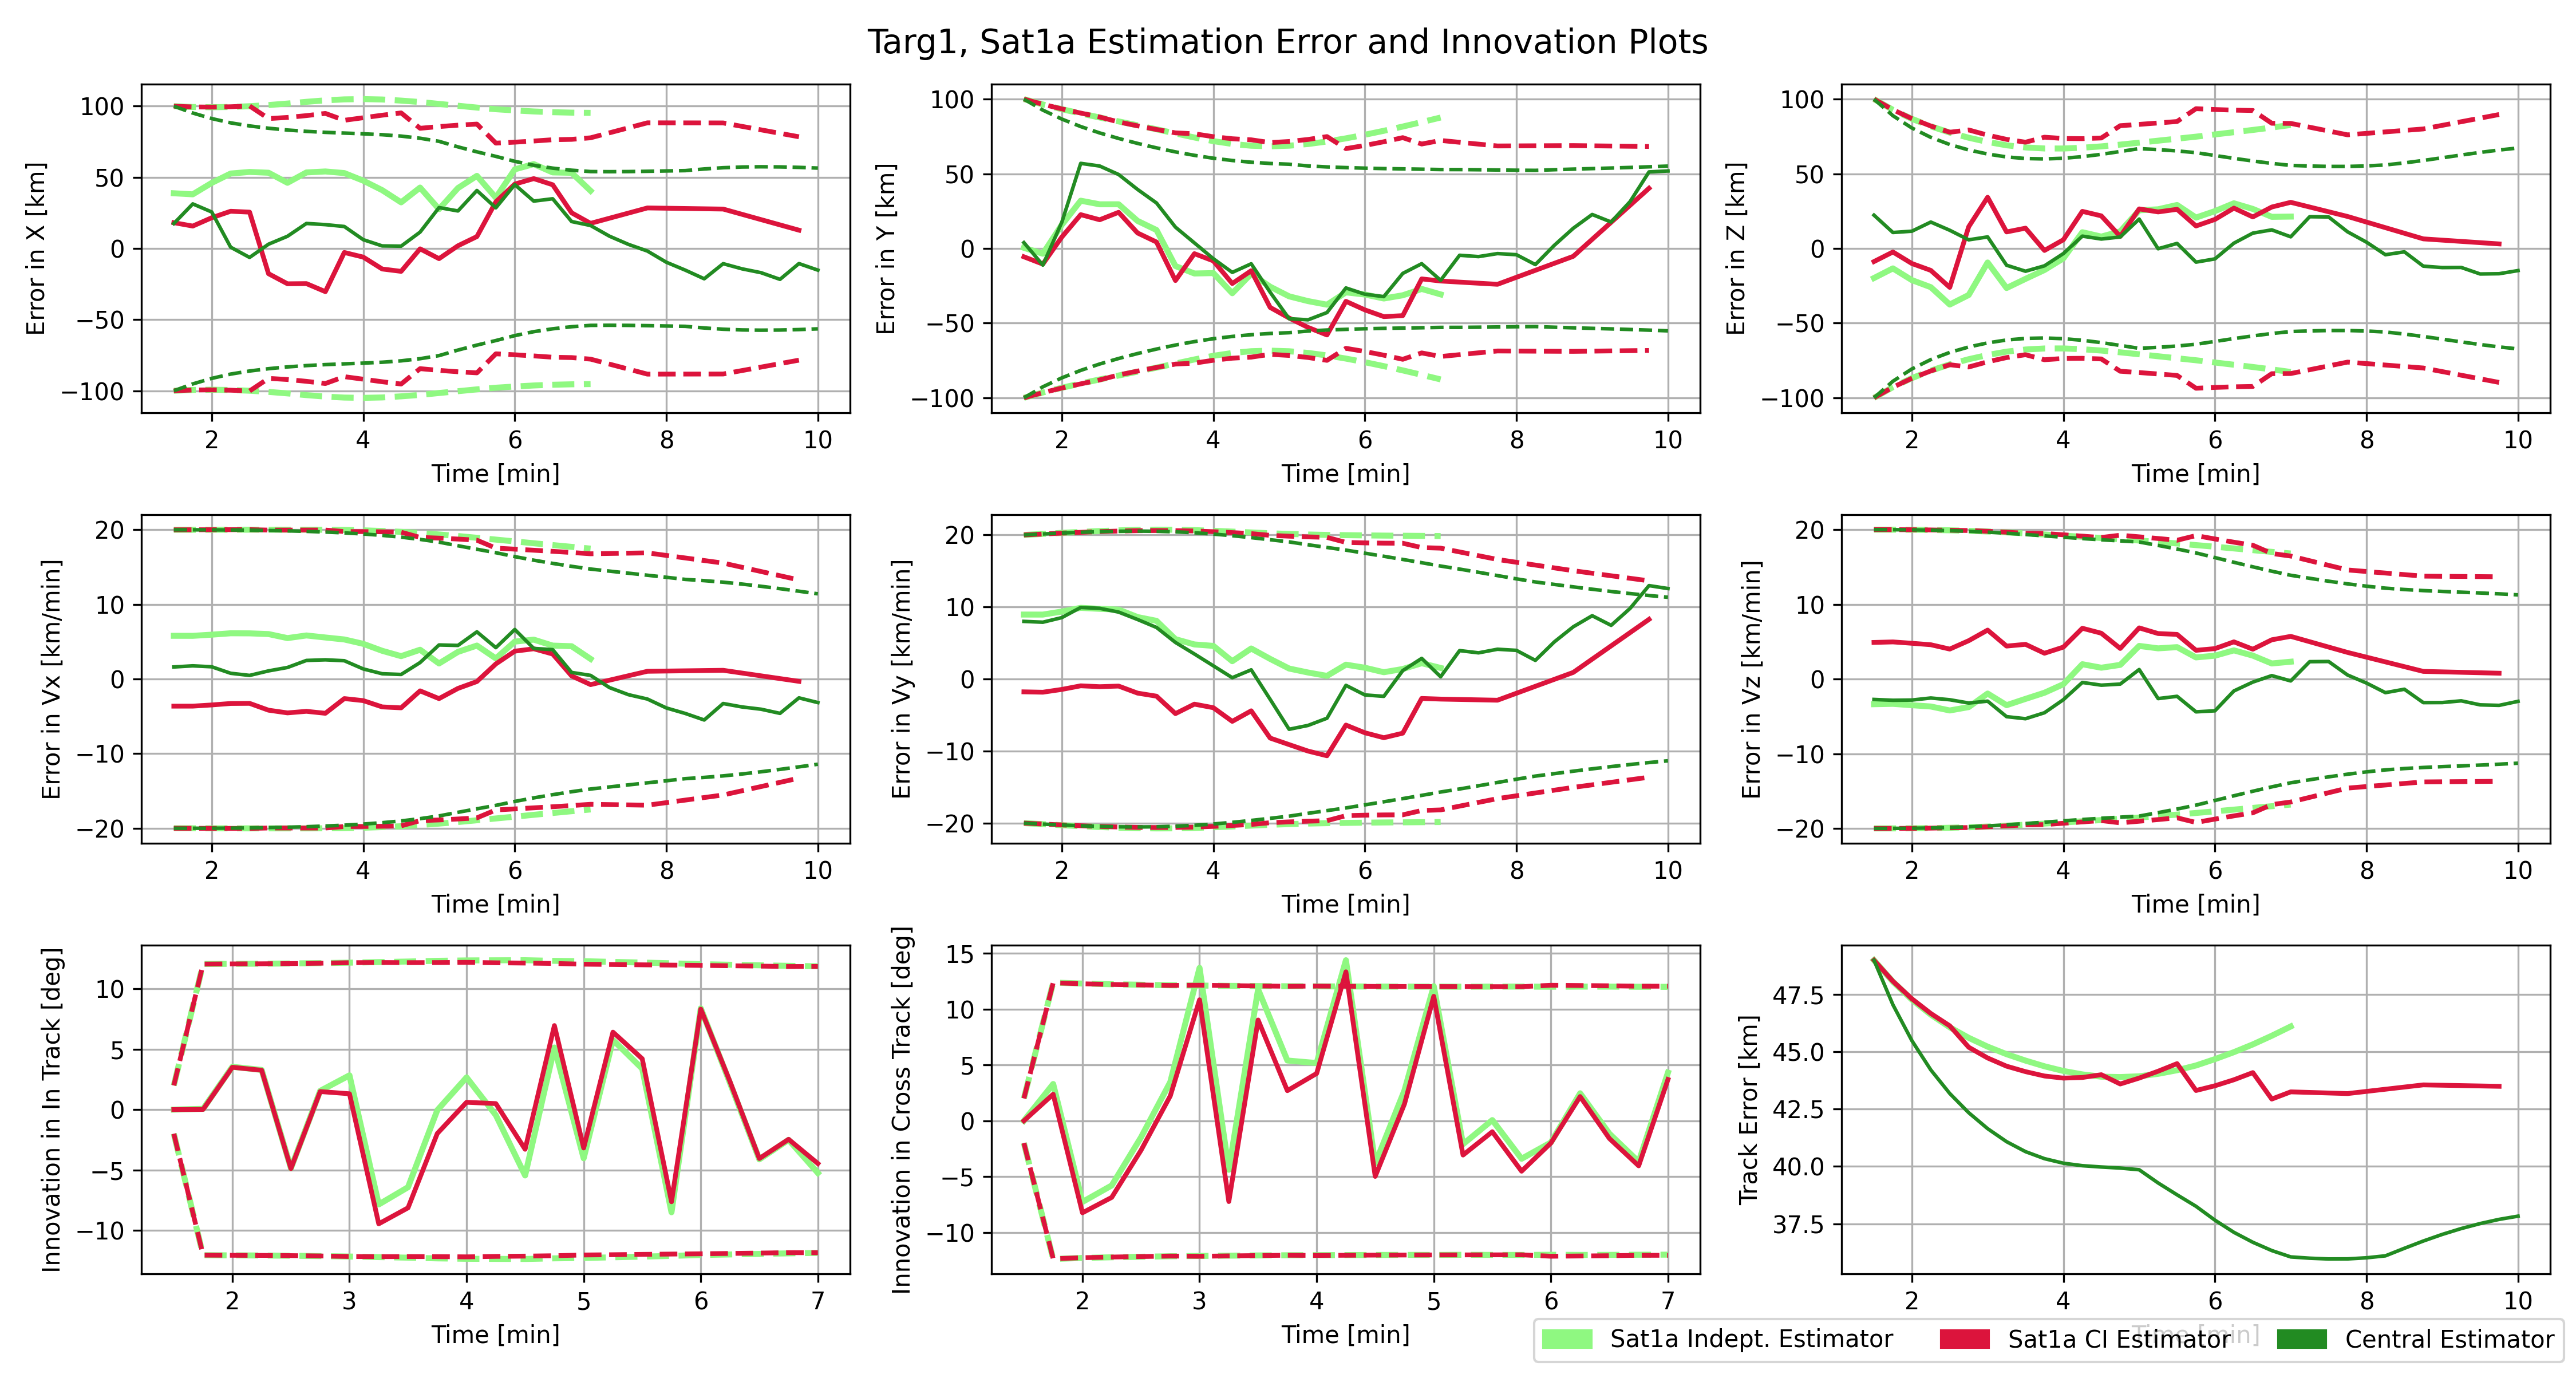 Targ1, Sat1a Estimation Error and Innovation Plots
Error in X [km]
100
50
0
−50
−100
2 4 6 8 10
Time [min]
Error in Y [km]
100
50
0
−50
−100
2 4 6 8 10
Time [min]
Error in Z [km]
100
50
0
−50
−100
2 4 6 8 10
Time [min]
Error in Vx [km/min]
20
10
0
−10
−20
2 4 6 8 10
Time [min]
Error in Vy [km/min]
20
10
0
−10
−20
2 4 6 8 10
Time [min]
Error in Vz [km/min]
20
10
0
−10
−20
2 4 6 8 10
Time [min]
Innovation in In Track [deg]
10
5
0
−5
−10
2 3 4 5 6 7
Time [min]
Innovation in Cross Track [deg]
15
10
5
0
−5
−10
2 3 4 5 6 7
Time [min]
Track Error [km]
47.5
45.0
42.5
40.0
37.5
2 4 6 8 10
Time [min]
Sat1a Indept. Estimator
Sat1a CI Estimator
Central Estimator